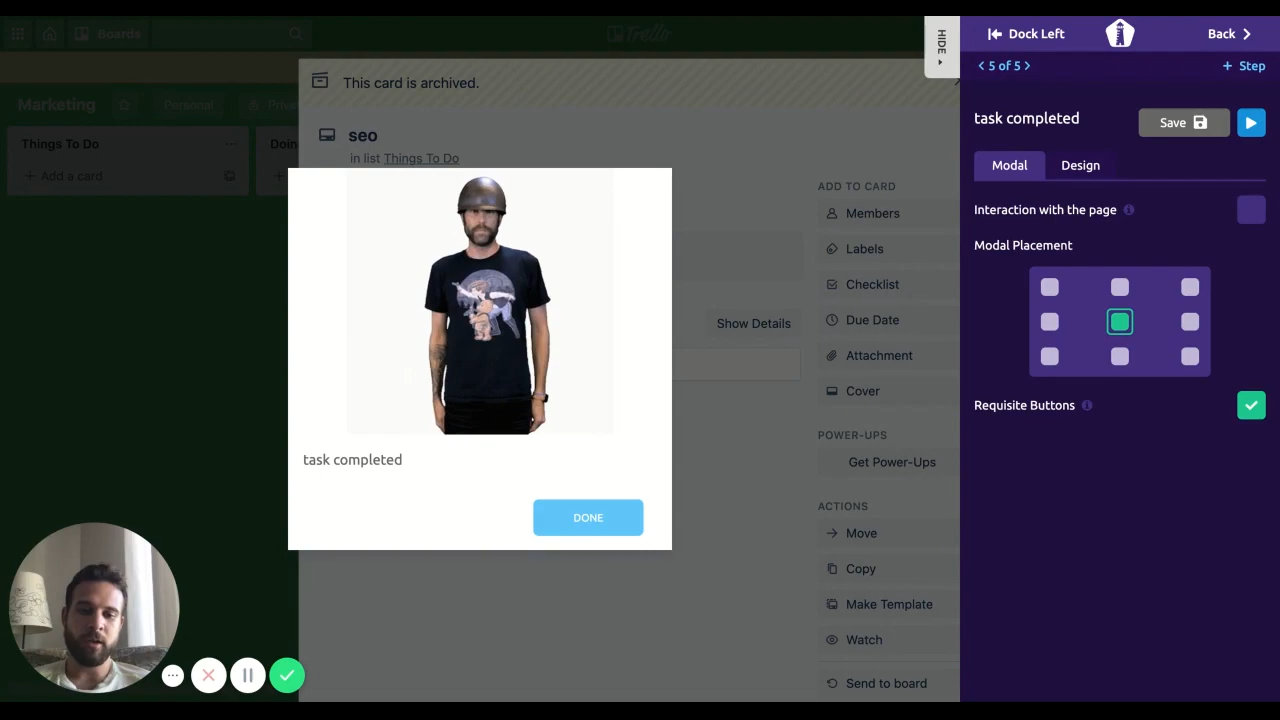 Boards
Trello
Dock Left
Back
HIDE
5 of 5
+ Step
This card is archived.
Marketing
Personal
task completed
Save
Things To Do
seo
in list Things To Do
+ Add a card
Modal
Design
ADD TO CARD
Members
Interaction with the page
Labels
Modal Placement
Checklist
Due Date
Show Details
Attachment
Cover
Requisite Buttons
POWER-UPS
Get Power-Ups
task completed
ACTIONS
DONE
Move
Copy
Make Template
Watch
Send to board